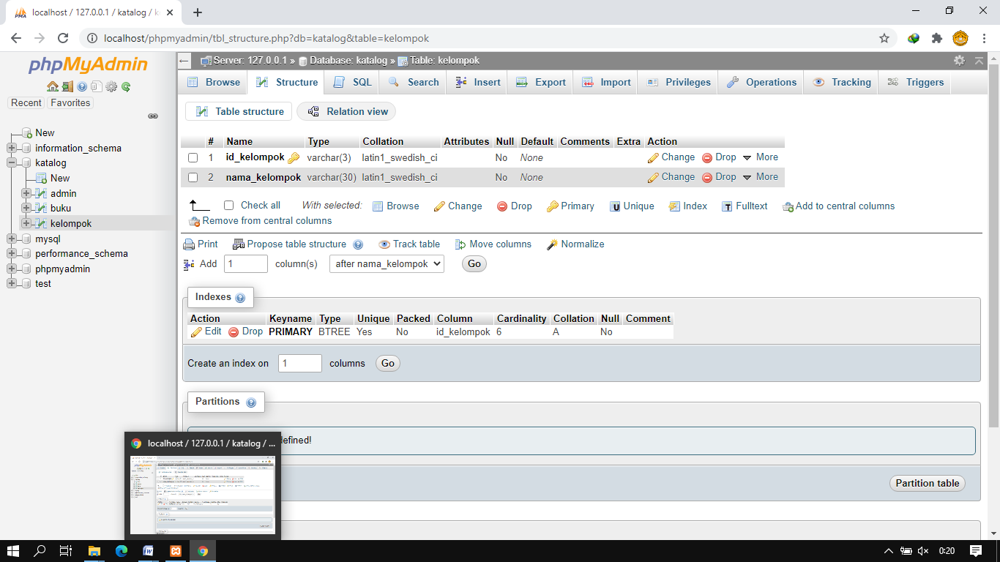 localhost / 127.0.0.1 / katalog / k
localhost/phpmyadmin/tbl_structure.php?db=katalog&table=kelompok
phpMyAdmin
Recent Favorites
New
information_schema
katalog
New
admin
buku
kelompok
mysql
performance_schema
phpmyadmin
test
Server: 127.0.0.1 » Database: katalog » Table: kelompok
Browse Structure SQL Search Insert Export Import Privileges Operations Tracking Triggers
Table structure Relation view
# Name Type Collation Attributes Null Default Comments Extra Action
1 id_kelompok varchar(3) latin1_swedish_ci No None Change Drop More
2 nama_kelompok varchar(30) latin1_swedish_ci No None Change Drop More
Check all With selected: Browse Change Drop Primary Unique Index Fulltext Add to central columns
Remove from central columns
Print Propose table structure Track table Move columns Normalize
Add 1 column(s) after nama_kelompok Go
Indexes
Action Keyname Type Unique Packed Column Cardinality Collation Null Comment
Edit Drop PRIMARY BTREE Yes No id_kelompok 6 A No
Create an index on 1 columns Go
Partitions
defined!
Partition table
localhost / 127.0.0.1 / katalog / ...
0:20